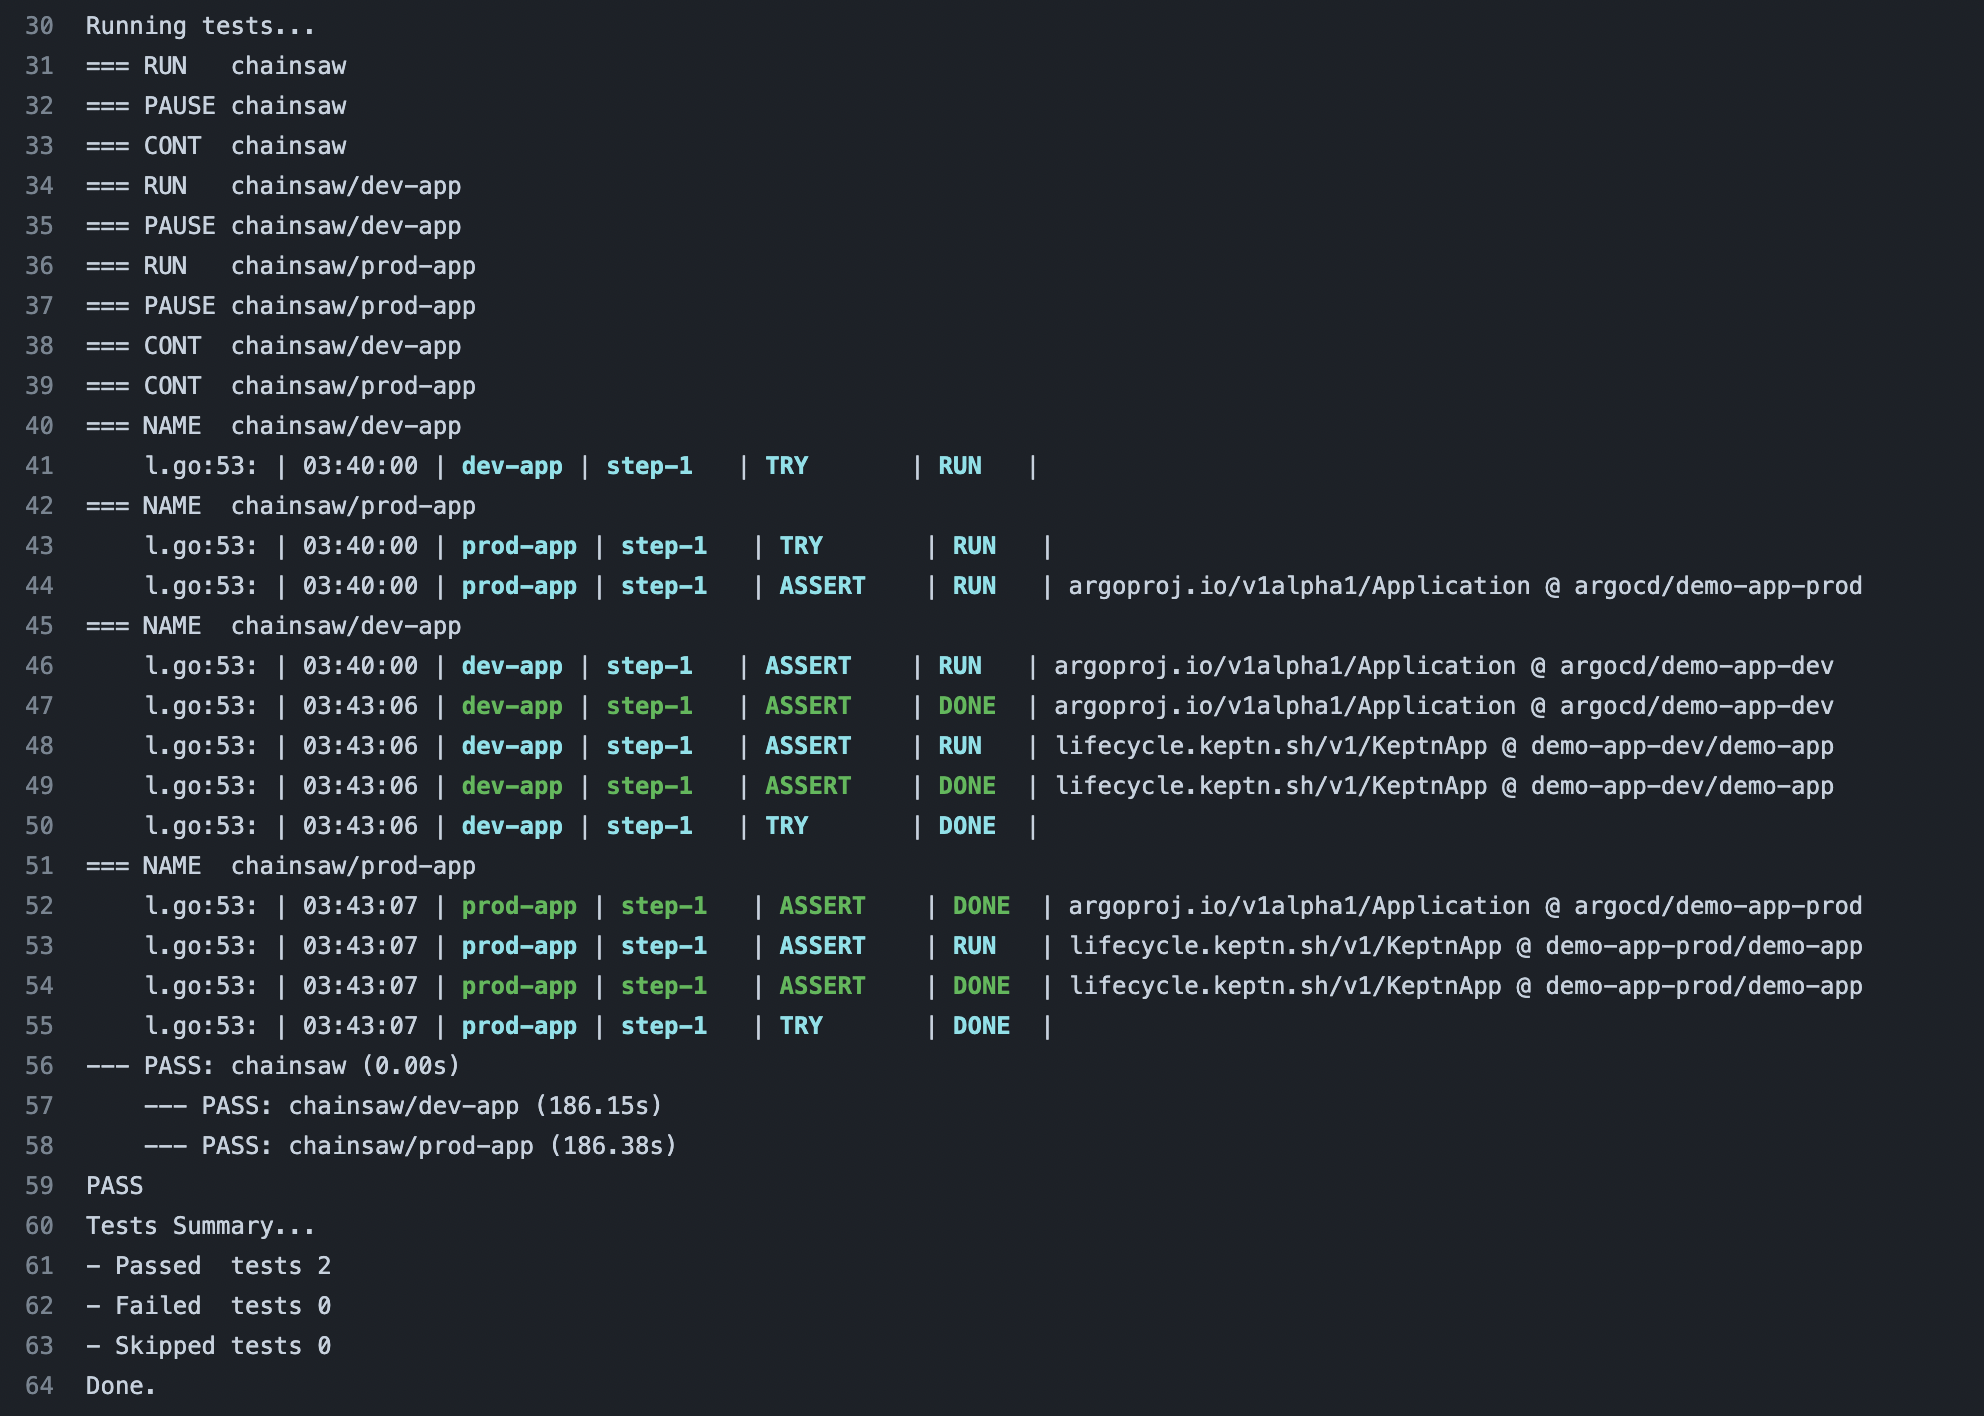 30 Running tests...
31 === RUN   chainsaw
32 === PAUSE chainsaw
33 === CONT  chainsaw
34 === RUN   chainsaw/dev-app
35 === PAUSE chainsaw/dev-app
36 === RUN   chainsaw/prod-app
37 === PAUSE chainsaw/prod-app
38 === CONT  chainsaw/dev-app
39 === CONT  chainsaw/prod-app
40 === NAME  chainsaw/dev-app
41     l.go:53: | 03:40:00 | dev-app | step-1   | TRY       | RUN   |
42 === NAME  chainsaw/prod-app
43     l.go:53: | 03:40:00 | prod-app | step-1   | TRY       | RUN   |
44     l.go:53: | 03:40:00 | prod-app | step-1   | ASSERT    | RUN   | argoproj.io/v1alpha1/Application @ argocd/demo-app-prod
45 === NAME  chainsaw/dev-app
46     l.go:53: | 03:40:00 | dev-app | step-1   | ASSERT    | RUN   | argoproj.io/v1alpha1/Application @ argocd/demo-app-dev
47     l.go:53: | 03:43:06 | dev-app | step-1   | ASSERT    | DONE  | argoproj.io/v1alpha1/Application @ argocd/demo-app-dev
48     l.go:53: | 03:43:06 | dev-app | step-1   | ASSERT    | RUN   | lifecycle.keptn.sh/v1/KeptnApp @ demo-app-dev/demo-app
49     l.go:53: | 03:43:06 | dev-app | step-1   | ASSERT    | DONE  | lifecycle.keptn.sh/v1/KeptnApp @ demo-app-dev/demo-app
50     l.go:53: | 03:43:06 | dev-app | step-1   | TRY       | DONE  |
51 === NAME  chainsaw/prod-app
52     l.go:53: | 03:43:07 | prod-app | step-1   | ASSERT    | DONE  | argoproj.io/v1alpha1/Application @ argocd/demo-app-prod
53     l.go:53: | 03:43:07 | prod-app | step-1   | ASSERT    | RUN   | lifecycle.keptn.sh/v1/KeptnApp @ demo-app-prod/demo-app
54     l.go:53: | 03:43:07 | prod-app | step-1   | ASSERT    | DONE  | lifecycle.keptn.sh/v1/KeptnApp @ demo-app-prod/demo-app
55     l.go:53: | 03:43:07 | prod-app | step-1   | TRY       | DONE  |
56 --- PASS: chainsaw (0.00s)
57     --- PASS: chainsaw/dev-app (186.15s)
58     --- PASS: chainsaw/prod-app (186.38s)
59 PASS
60 Tests Summary...
61 - Passed  tests 2
62 - Failed  tests 0
63 - Skipped tests 0
64 Done.